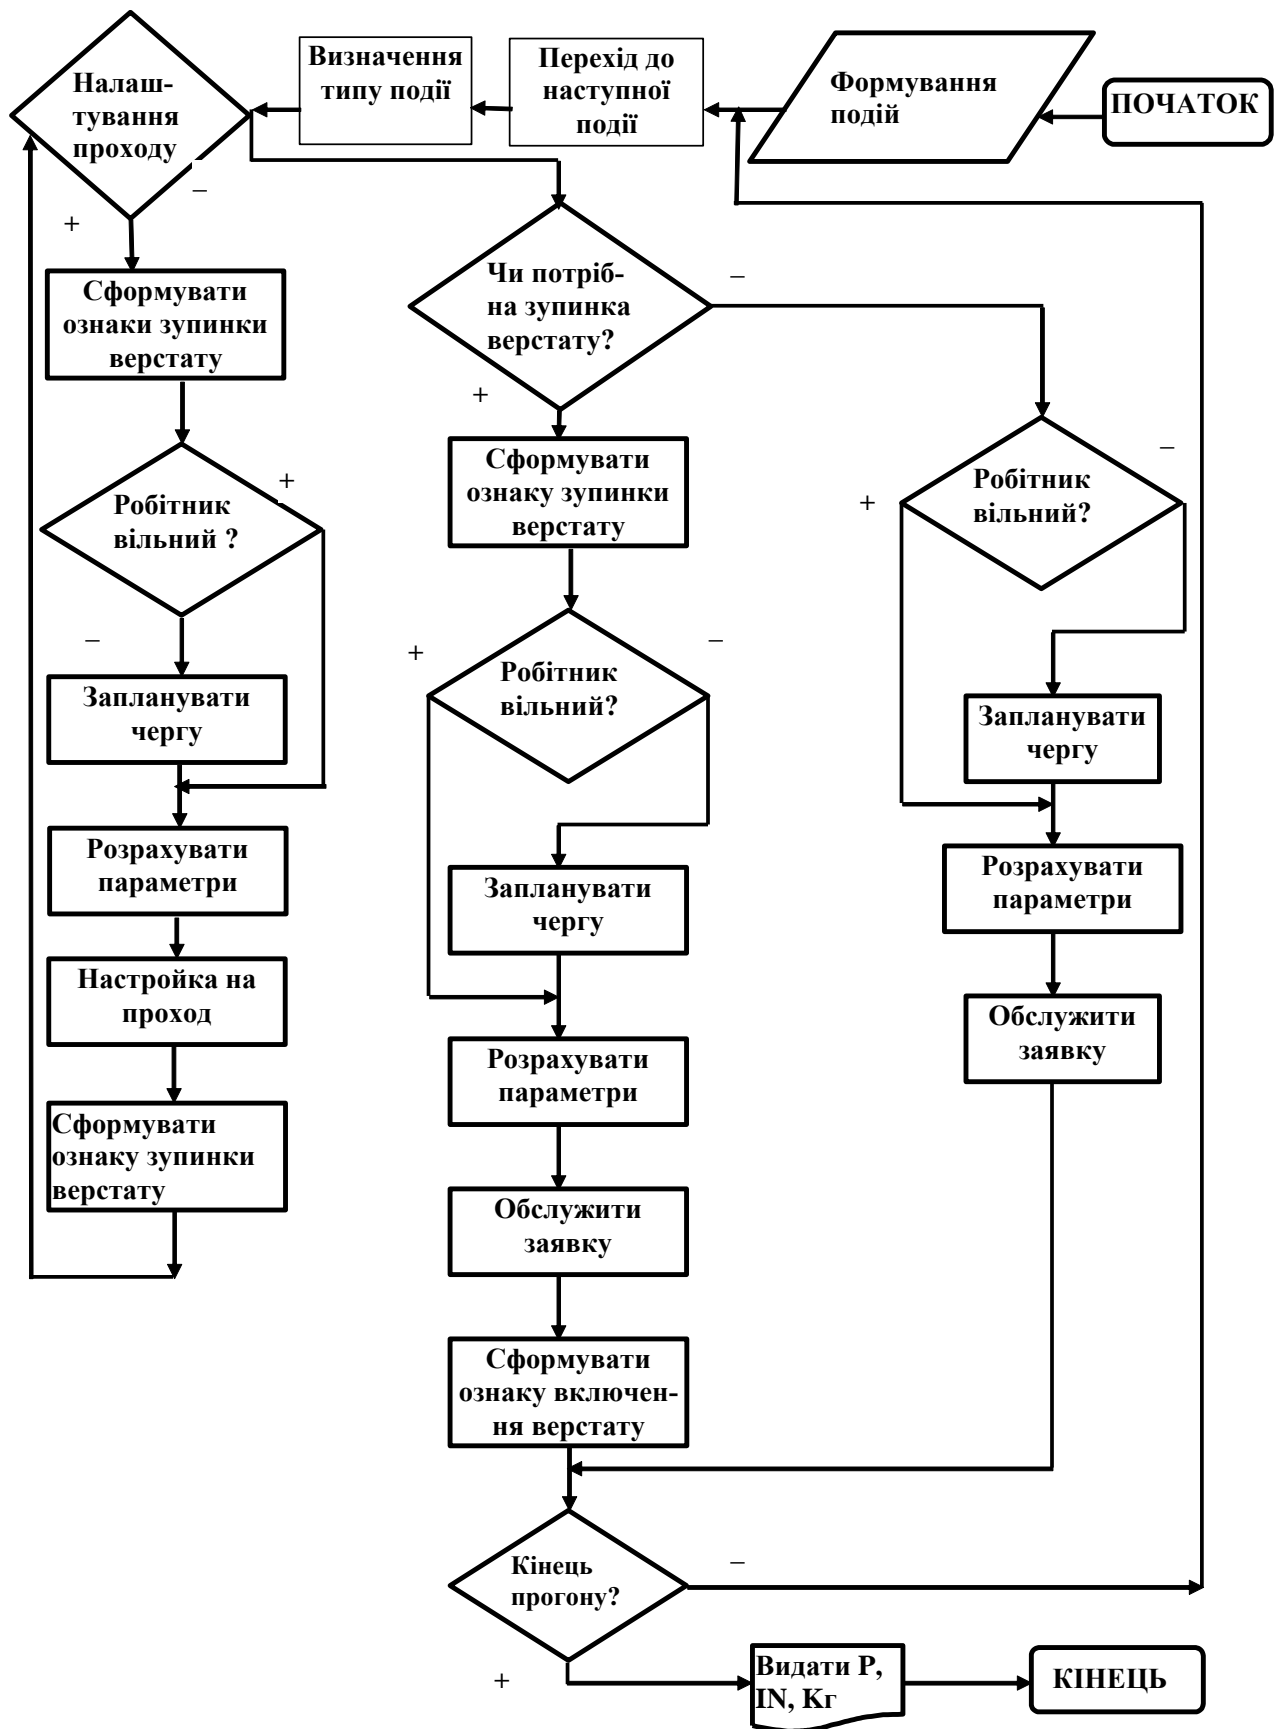 ПОЧАТОК
Формування
подій
Перехід до
наступної
події
Визначення
типу події
Налаш-
тування
проходу
–
+
Сформувати
ознаки зупинки
верстату
Робітник
вільний ?
+
–
Запланувати
чергу
Розрахувати
параметри
Настройка на
проход
Сформувати
ознаку зупинки
верстату
Чи потріб-
на зупинка
верстату?
–
+
Сформувати
ознаку зупинки
верстату
Робітник
вільний?
+
–
Запланувати
чергу
Розрахувати
параметри
Обслужити
заявку
Сформувати
ознаку включен-
ня верстату
Робітник
вільний?
+
–
Запланувати
чергу
Розрахувати
параметри
Обслужити
заявку
Кінець
прогону?
–
+
Видати P,
IN, Kг
КІНЕЦЬ